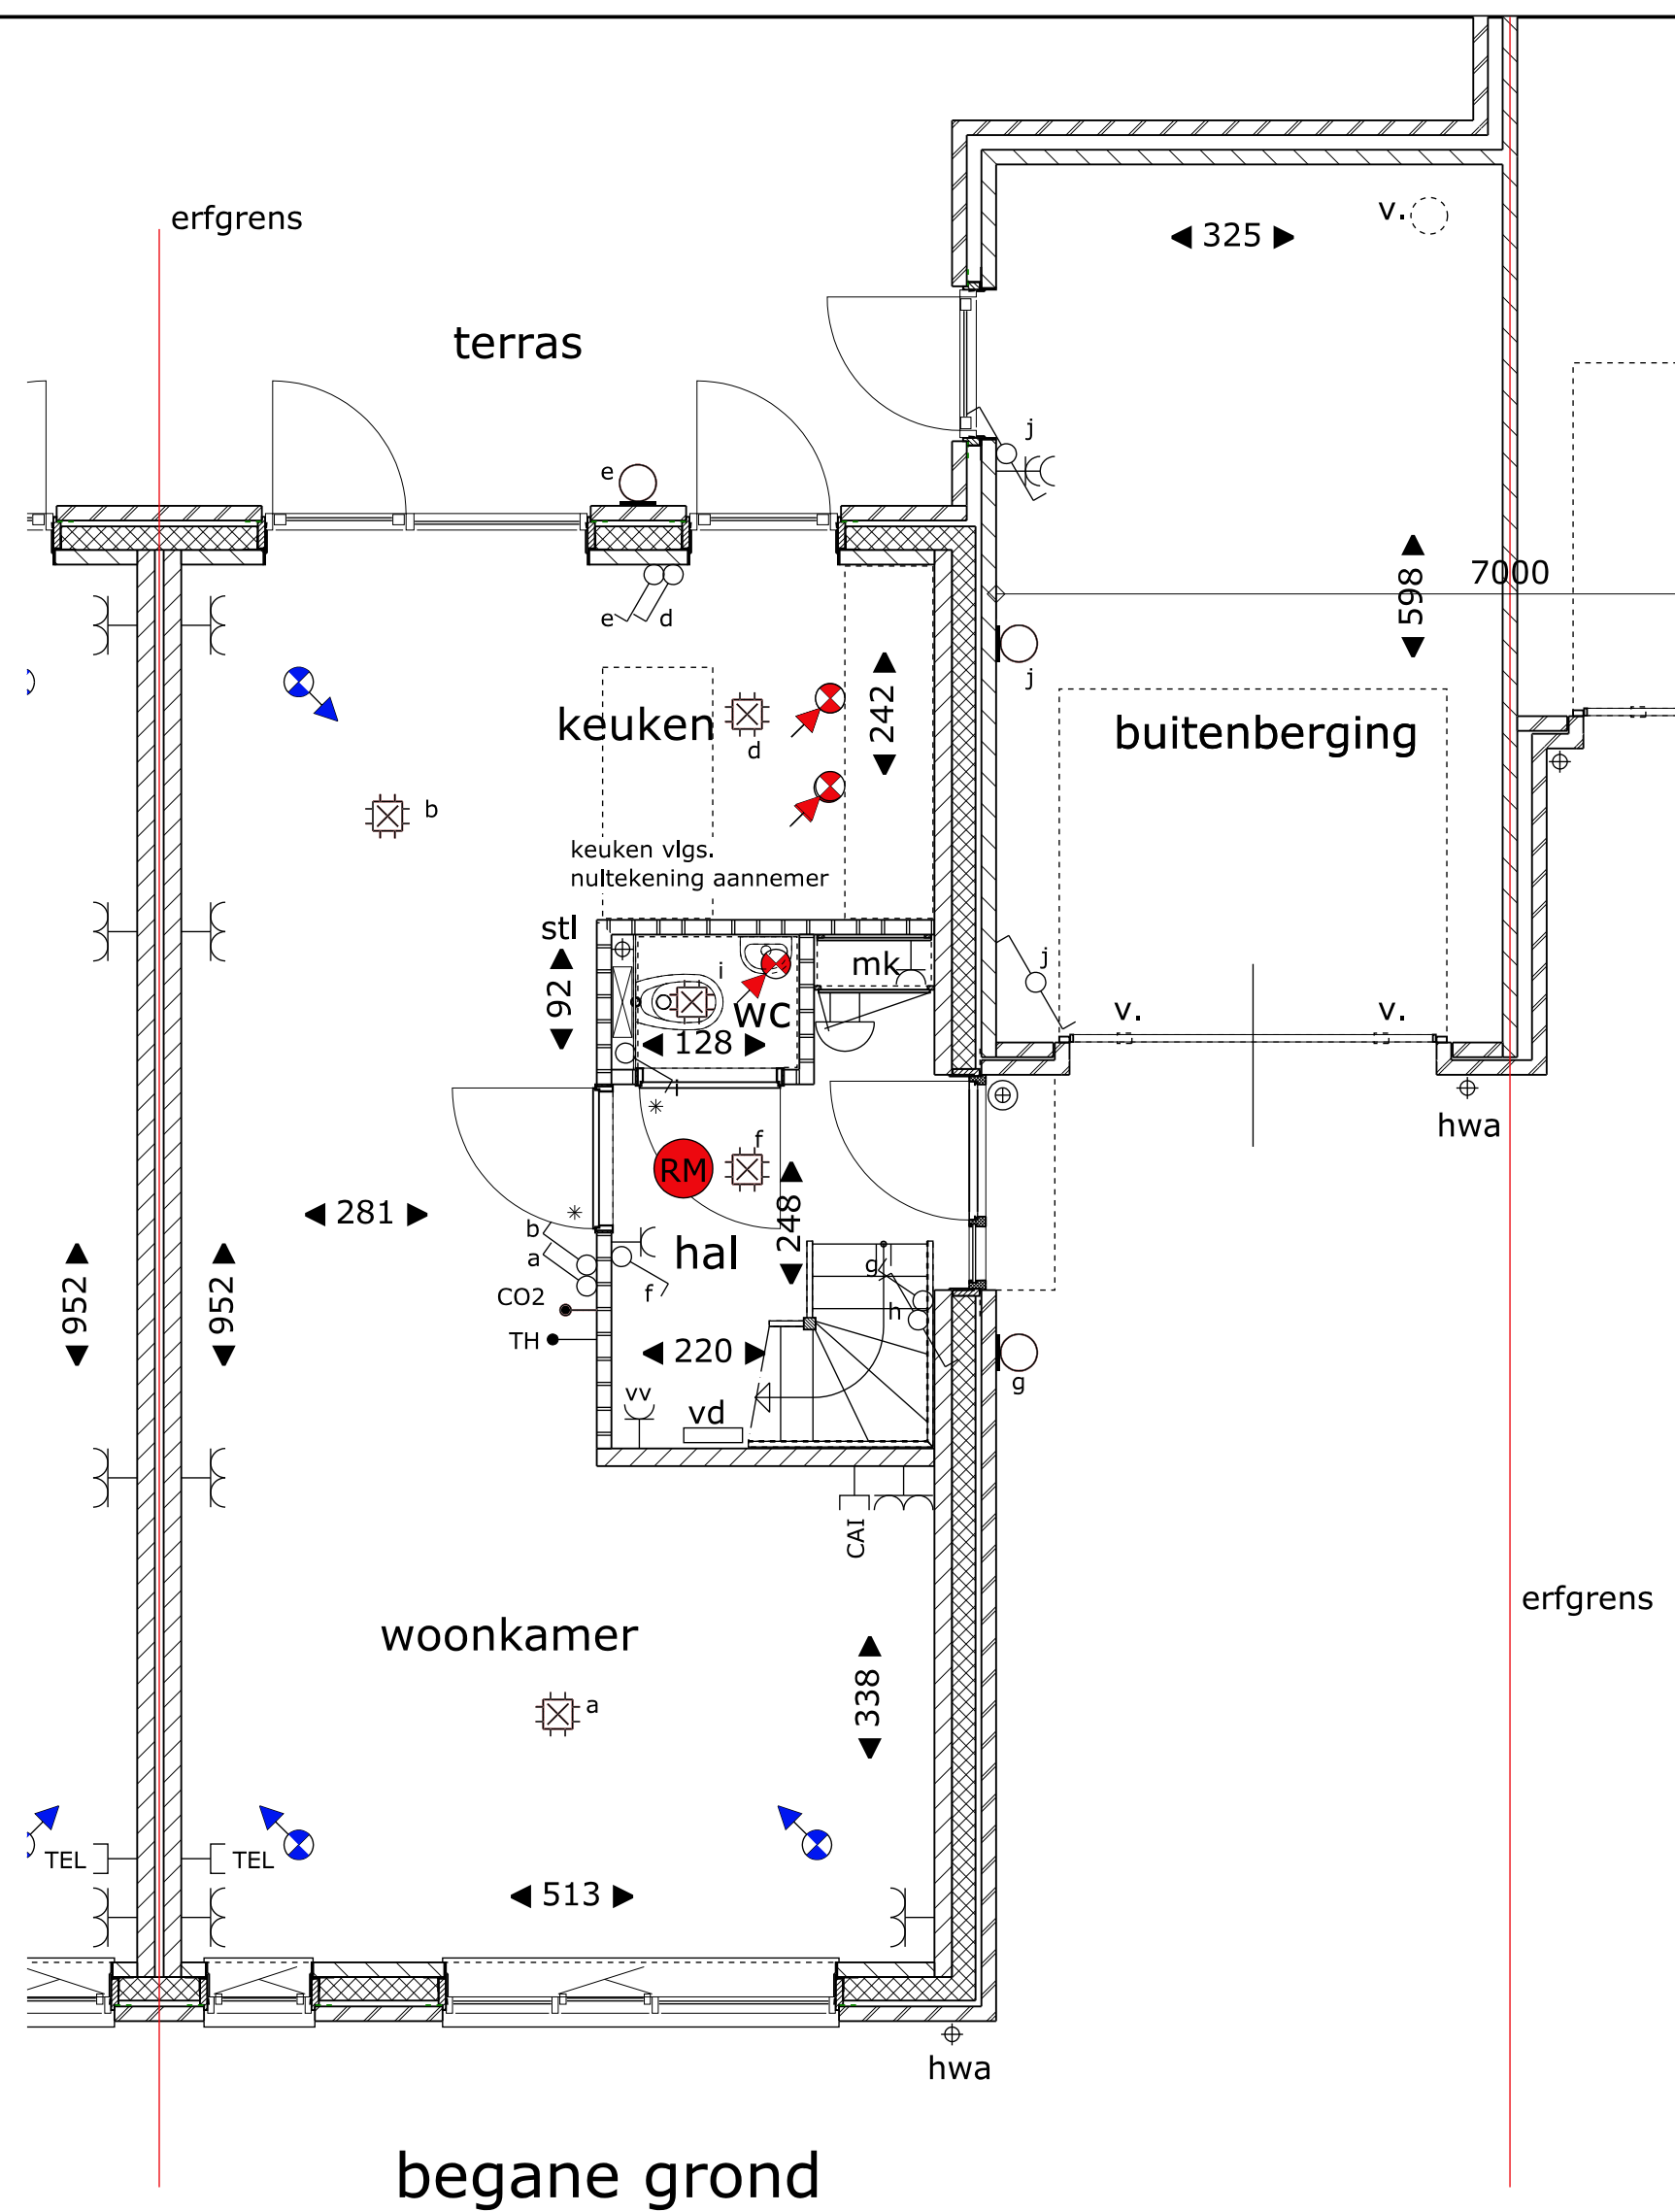 erfgrens
v.
325
terras
j
e
7000
598
e
d
j
242
keuken
d
buitenberging
b
keuken vlgs.
nultekening aannemer
stl
i
mk
j
92
wc
v.
v.
128
i
hwa
f
RM
281
248
b
hal
a
g
952
952
CO2
f
h
TH
220
g
vv
vd
CAI
erfgrens
woonkamer
338
a
TEL
TEL
513
hwa
begane grond